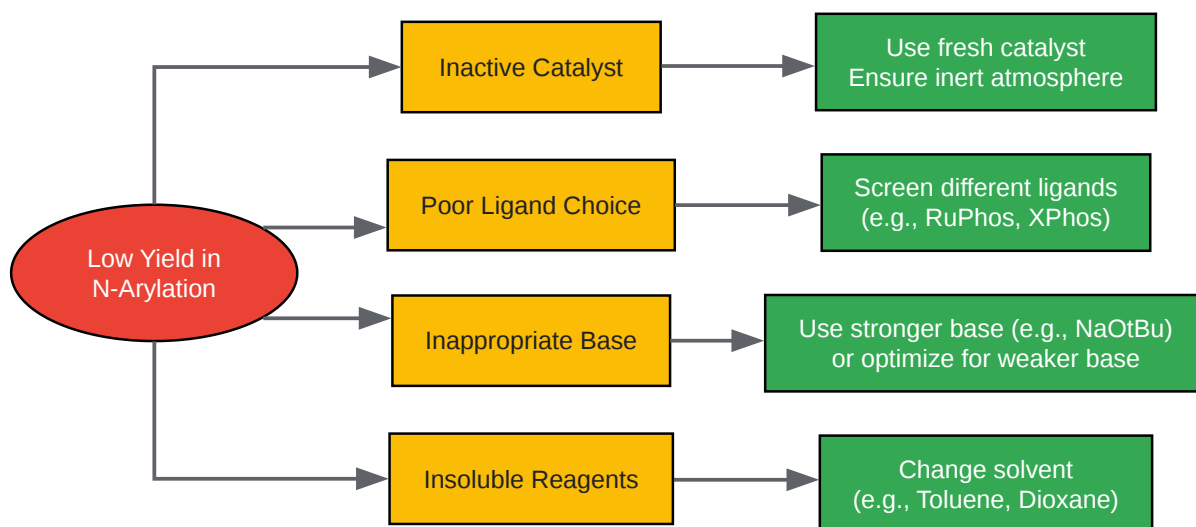 Low Yield in
N-Arylation
Inactive Catalyst
Use fresh catalyst
Ensure inert atmosphere
Poor Ligand Choice
Screen different ligands
(e.g., RuPhos, XPhos)
Inappropriate Base
Use stronger base (e.g., NaOtBu)
or optimize for weaker base
Insoluble Reagents
Change solvent
(e.g., Toluene, Dioxane)